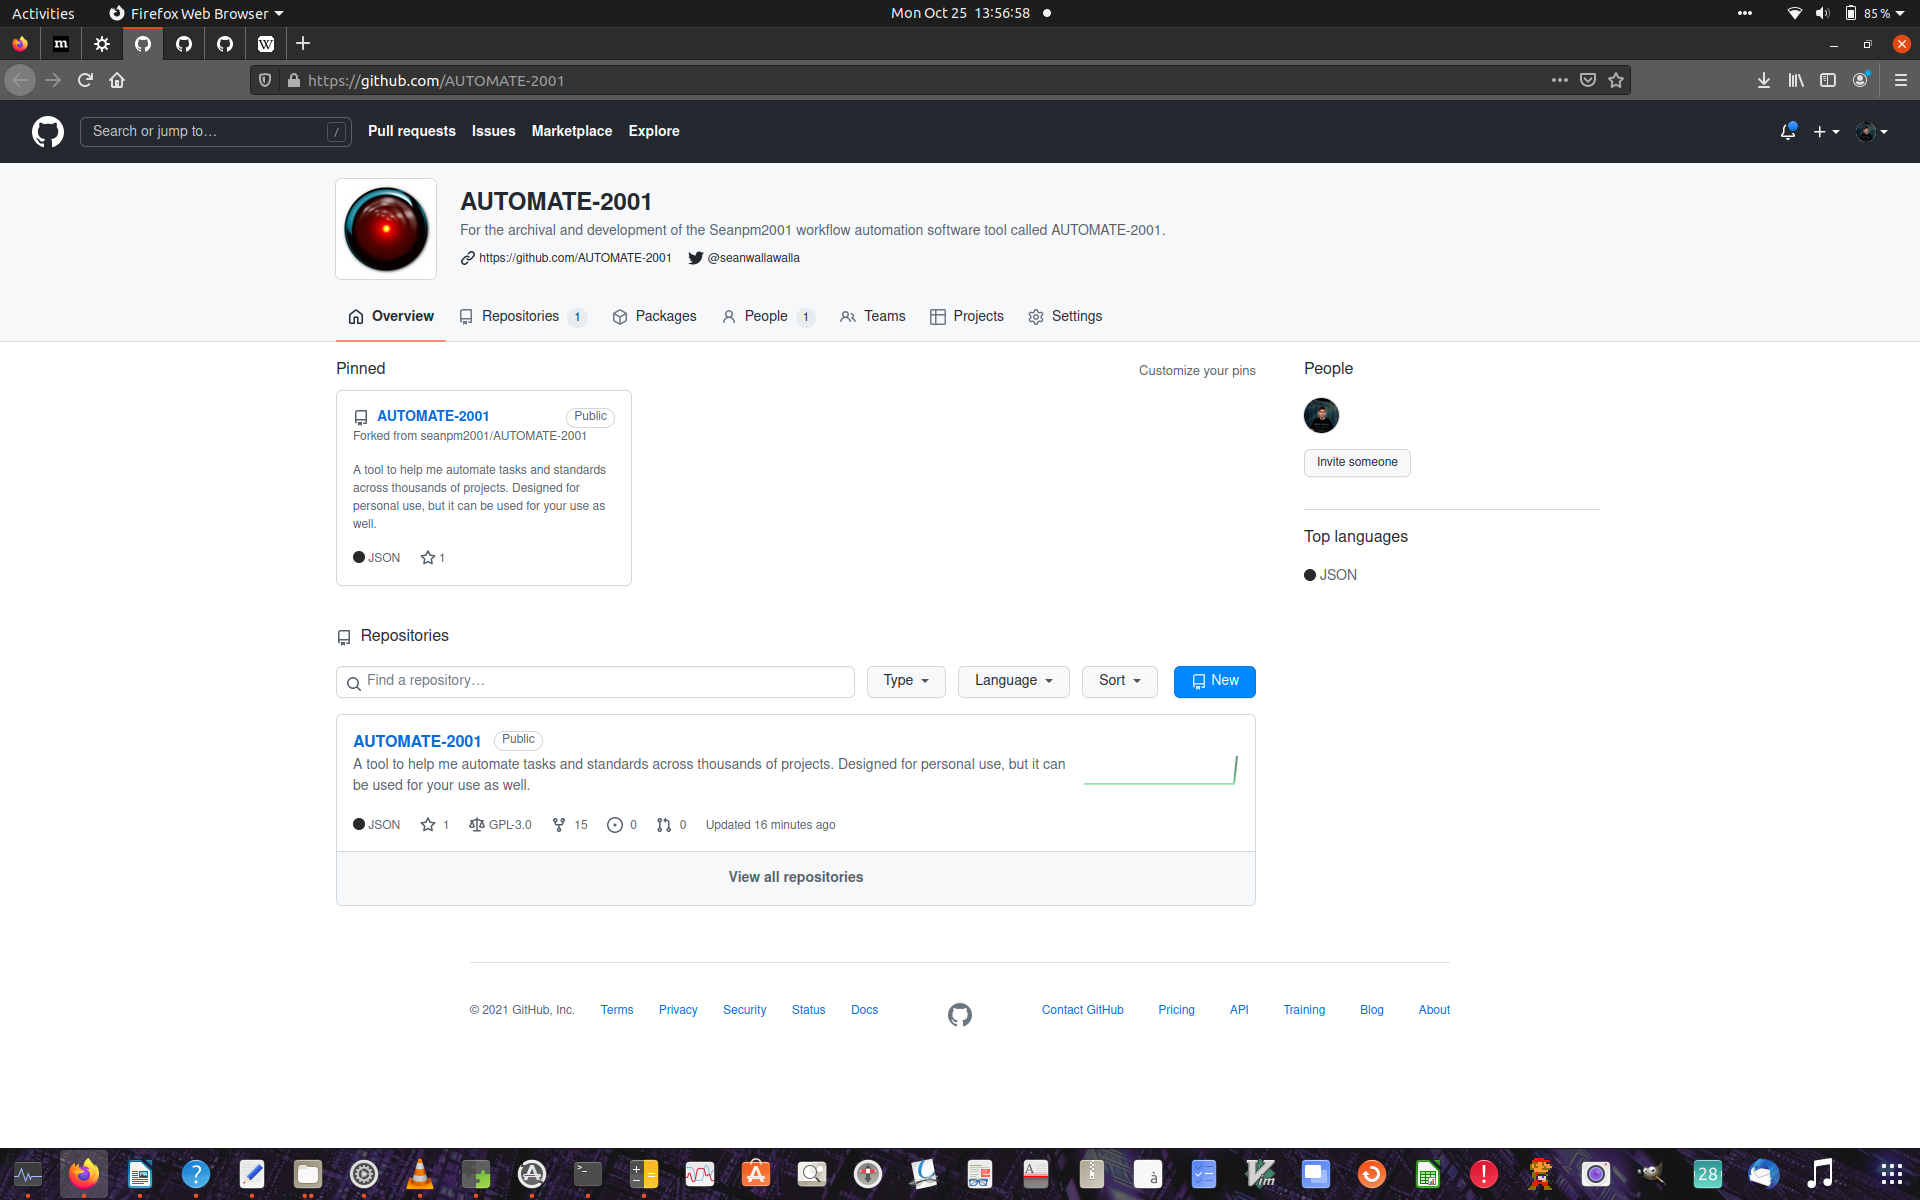 Activities
Firefox Web Browser
Mon Oct 25 13:56:58
85 %
m
W
https://github.com/AUTOMATE-2001
Search or jump to…
/
Pull requests
Issues
Marketplace
Explore
AUTOMATE-2001
For the archival and development of the Seanpm2001 workflow automation software tool called AUTOMATE-2001.
https://github.com/AUTOMATE-2001
@seanwallawalla
Overview
Repositories 1
Packages
People 1
Teams
Projects
Settings
Pinned
Customize your pins
AUTOMATE-2001
Public
Forked from seanpm2001/AUTOMATE-2001
A tool to help me automate tasks and standards
across thousands of projects. Designed for
personal use, but it can be used for your use as
well.
JSON
1
People
Invite someone
Top languages
JSON
Repositories
Find a repository…
Type
Language
Sort
New
AUTOMATE-2001
Public
A tool to help me automate tasks and standards across thousands of projects. Designed for personal use, but it can
be used for your use as well.
JSON
1
GPL-3.0
15
0
0
Updated 16 minutes ago
View all repositories
© 2021 GitHub, Inc.
Terms
Privacy
Security
Status
Docs
Contact GitHub
Pricing
API
Training
Blog
About
?
>_
à
Vim
!
28